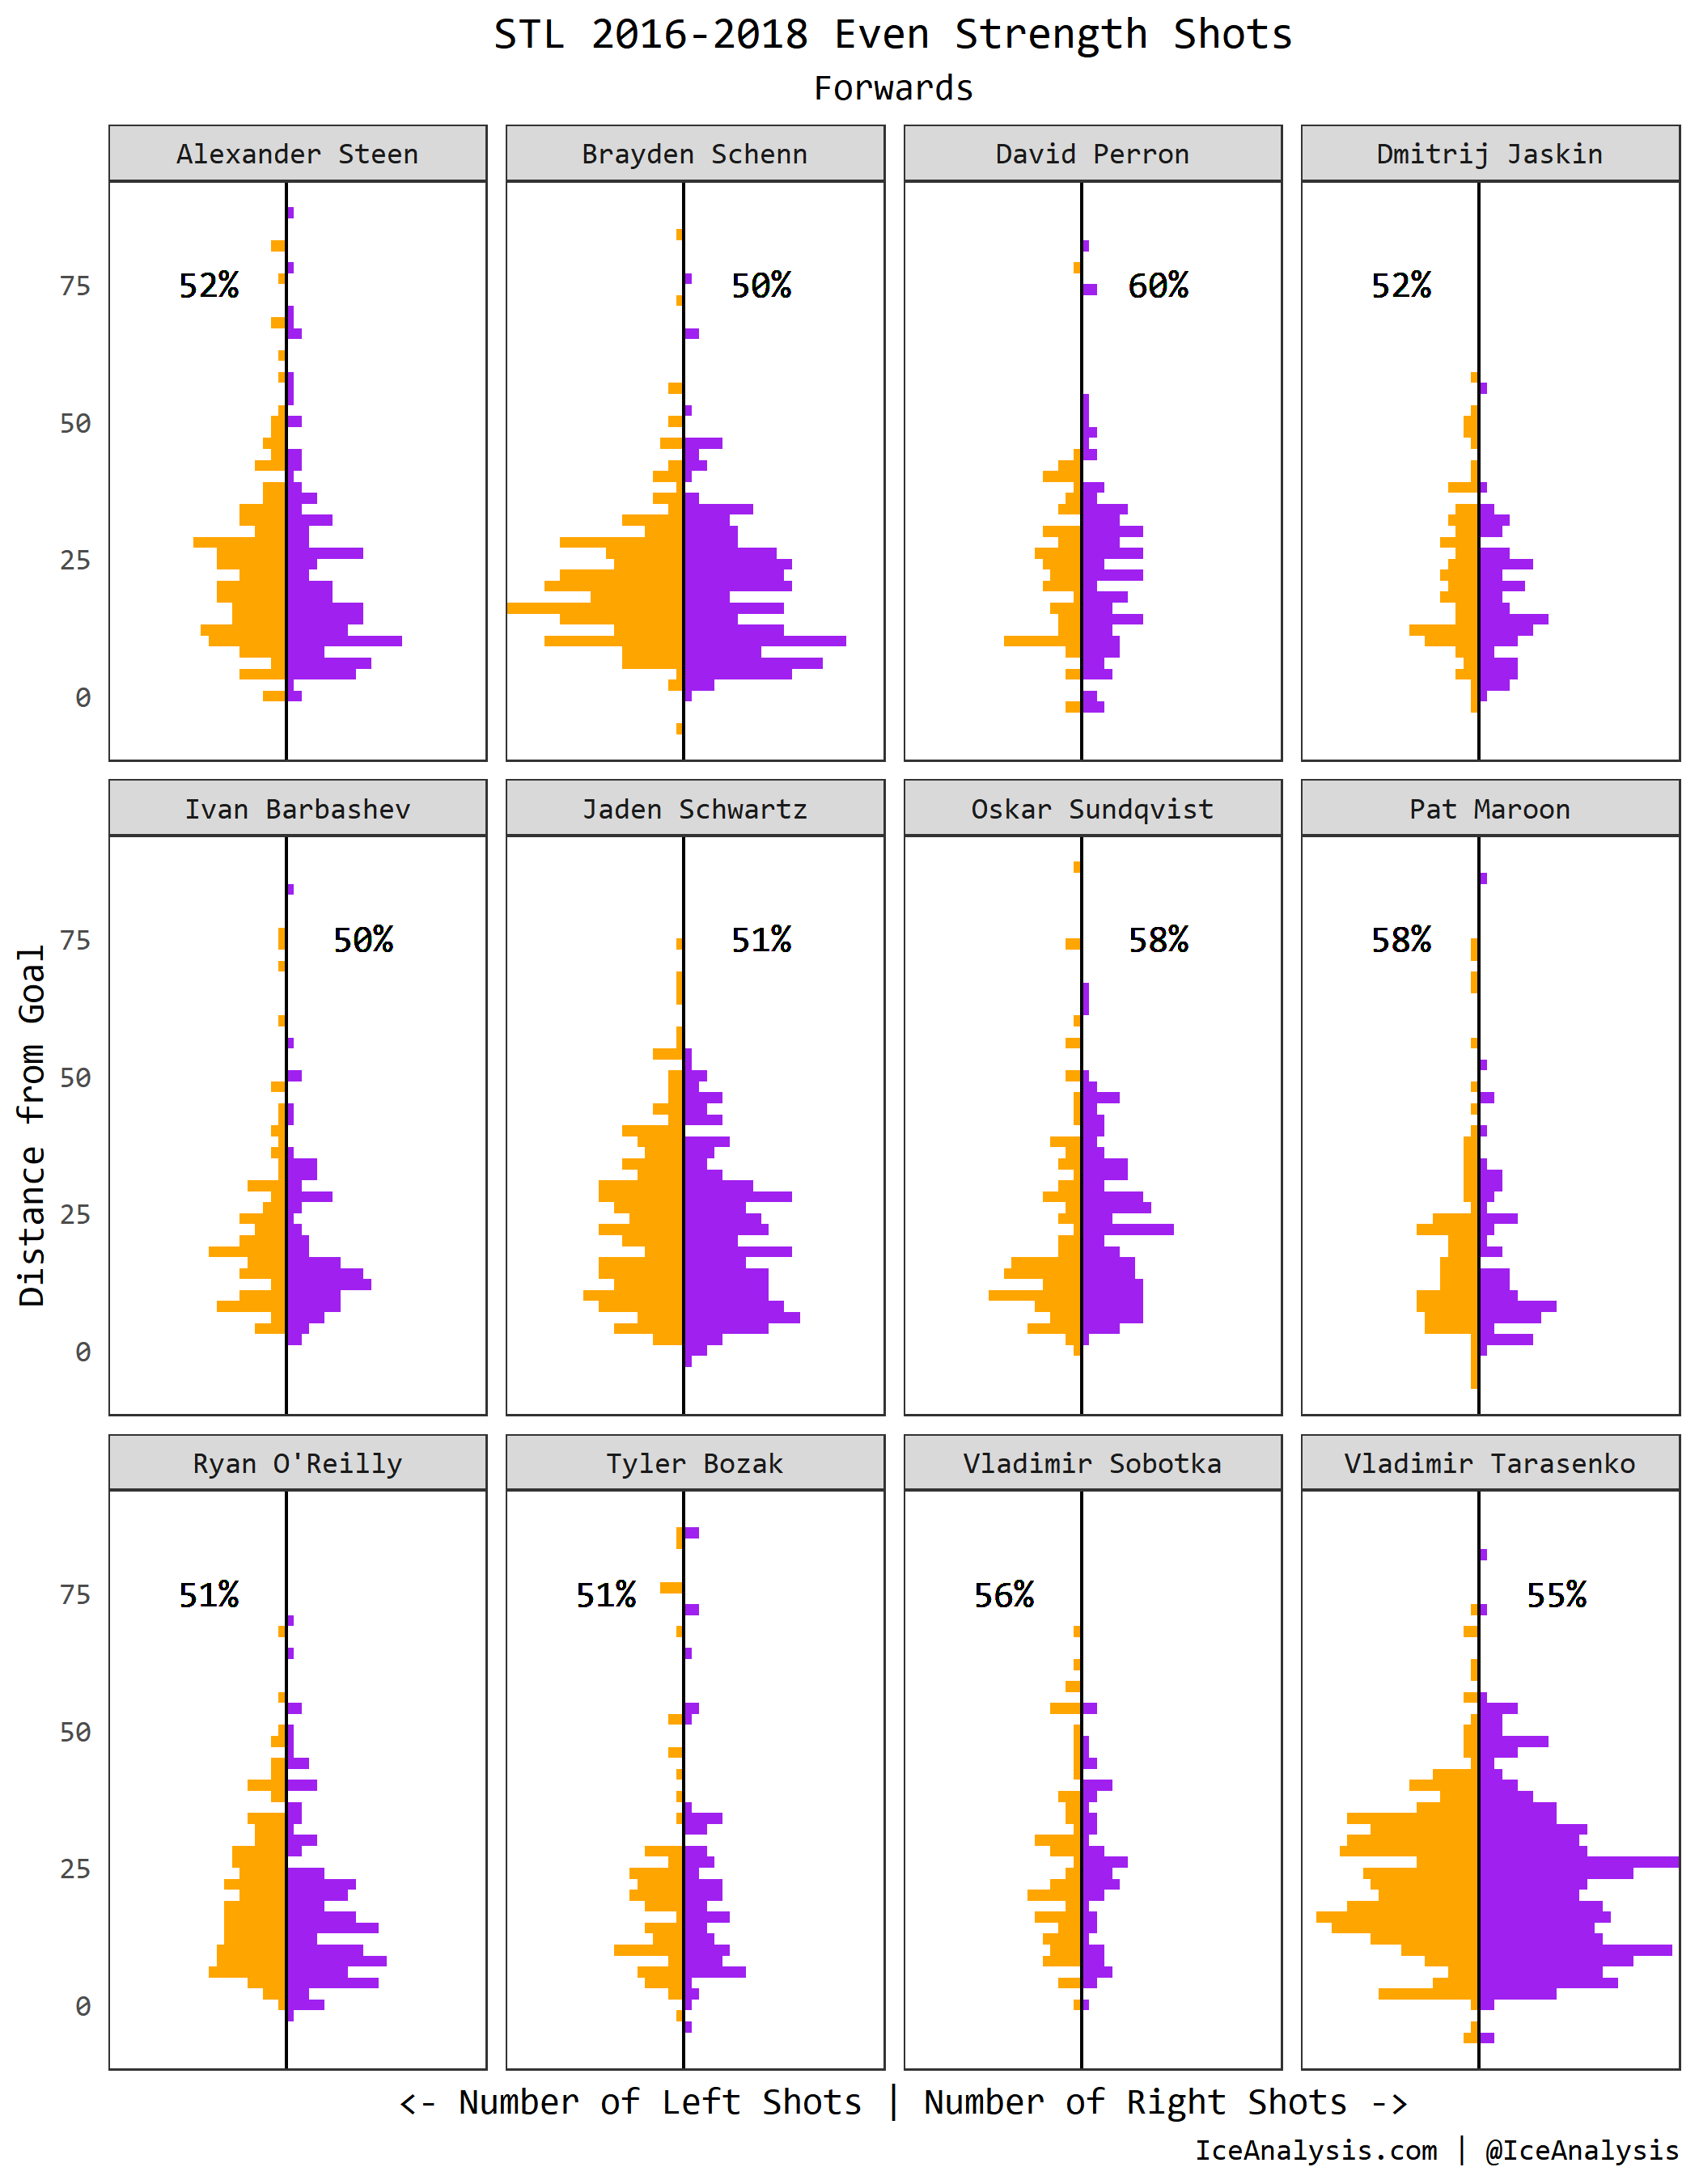 STL 2016-2018 Even Strength Shots
Forwards
Alexander Steen Brayden Schenn David Perron Dmitrij Jaskin
75 52% 50% 60% 52%
50
25
0
Ivan Barbashev Jaden Schwartz Oskar Sundqvist Pat Maroon
75 50% 51% 58% 58%
50
25
0
Distance from Goal
Ryan O'Reilly Tyler Bozak Vladimir Sobotka Vladimir Tarasenko
75 51% 51% 56% 55%
50
25
0
<- Number of Left Shots | Number of Right Shots ->
IceAnalysis.com | @IceAnalysis